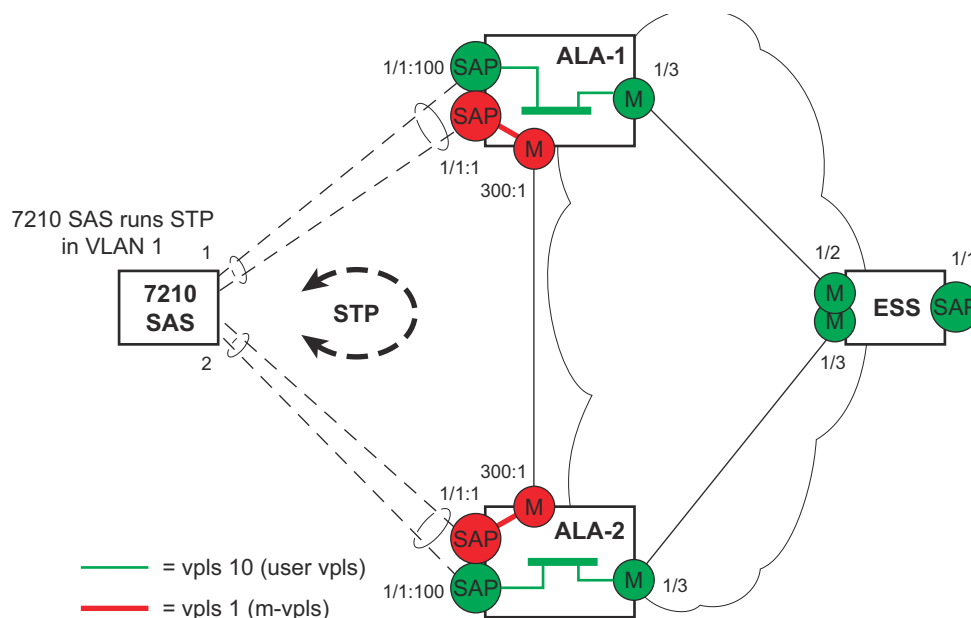 1/1:100
SAP
ALA-1
1/3
M
SAP
M
1/1:1
300:1
7210 SAS runs STP
in VLAN 1
1
7210
SAS
2
STP
1/2
1/1
M
M
ESS
SAP
1/3
300:1
1/1:1
M
SAP
ALA-2
SAP
M
1/1:100
1/3
= vpls 10 (user vpls)
= vpls 1 (m-vpls)